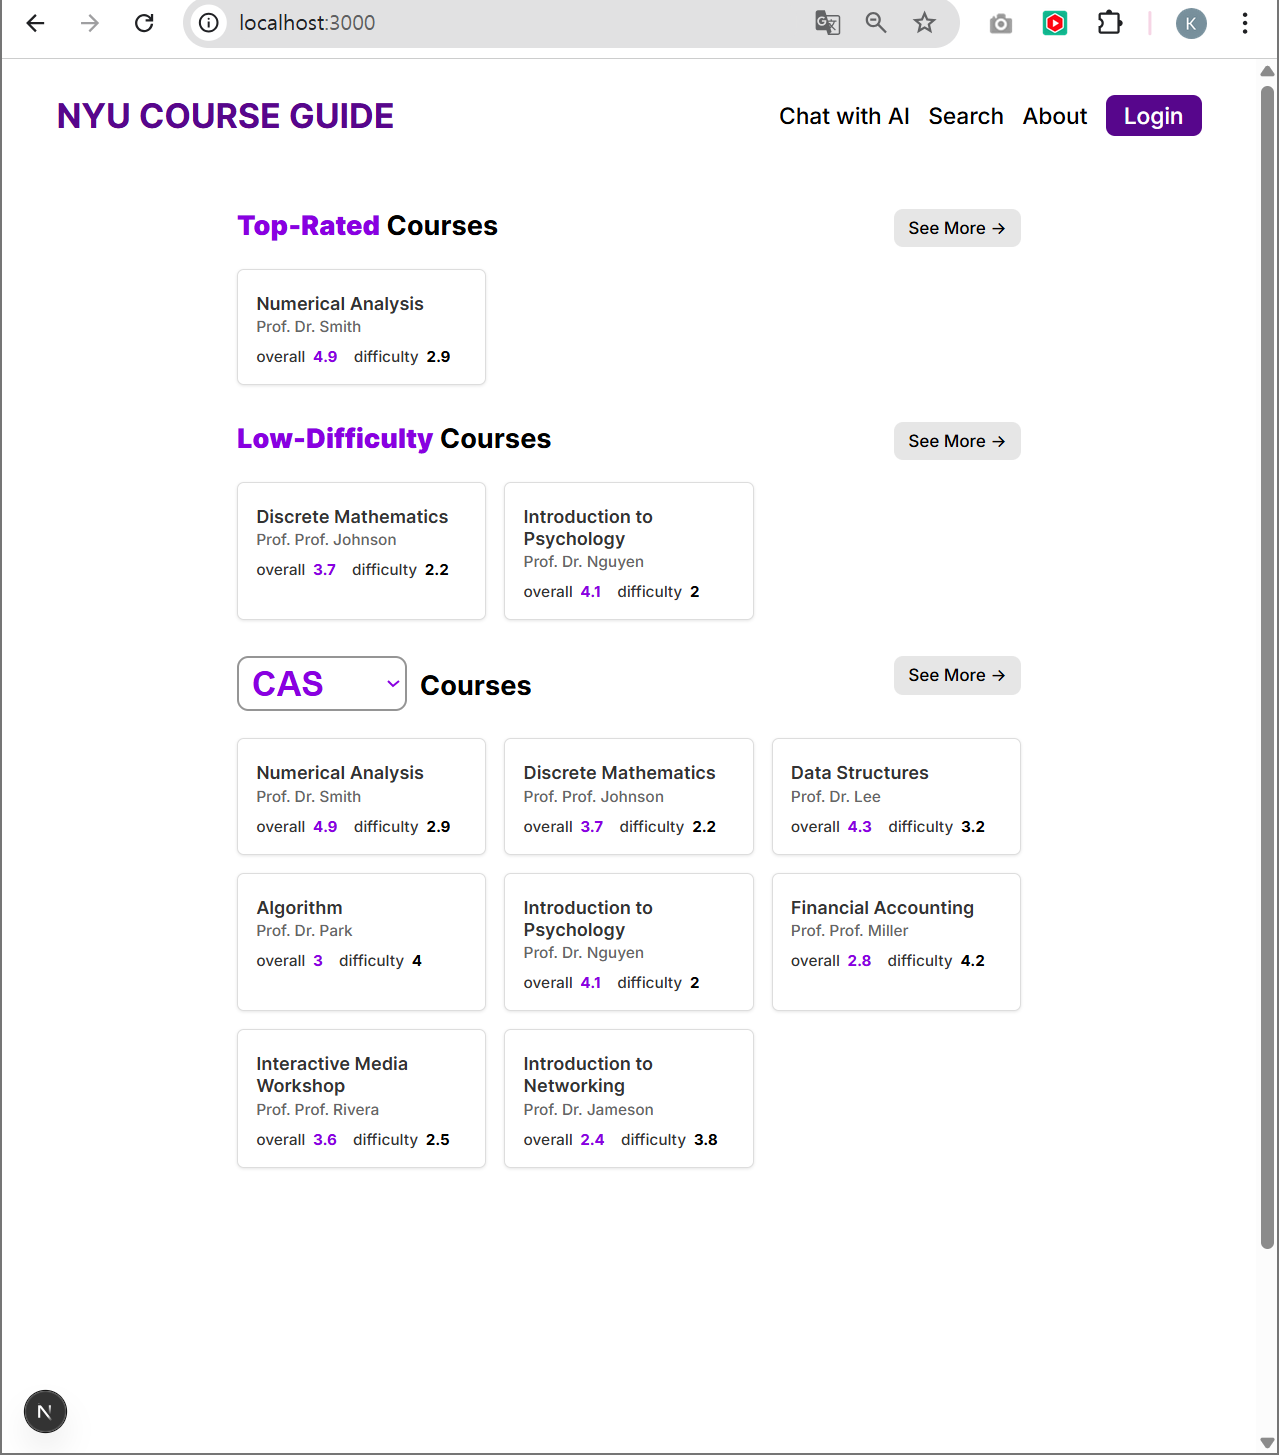 localhost:3000
K
NYU COURSE GUIDE
Chat with AI Search About Login
Top-Rated Courses
See More →
Numerical Analysis
Prof. Dr. Smith
overall 4.9 difficulty 2.9
Low-Difficulty Courses
See More →
Discrete Mathematics
Prof. Prof. Johnson
overall 3.7 difficulty 2.2
Introduction to
Psychology
Prof. Dr. Nguyen
overall 4.1 difficulty 2
CAS Courses
See More →
Numerical Analysis
Prof. Dr. Smith
overall 4.9 difficulty 2.9
Discrete Mathematics
Prof. Prof. Johnson
overall 3.7 difficulty 2.2
Data Structures
Prof. Dr. Lee
overall 4.3 difficulty 3.2
Algorithm
Prof. Dr. Park
overall 3 difficulty 4
Introduction to
Psychology
Prof. Dr. Nguyen
overall 4.1 difficulty 2
Financial Accounting
Prof. Prof. Miller
overall 2.8 difficulty 4.2
Interactive Media
Workshop
Prof. Prof. Rivera
overall 3.6 difficulty 2.5
Introduction to
Networking
Prof. Dr. Jameson
overall 2.4 difficulty 3.8
N